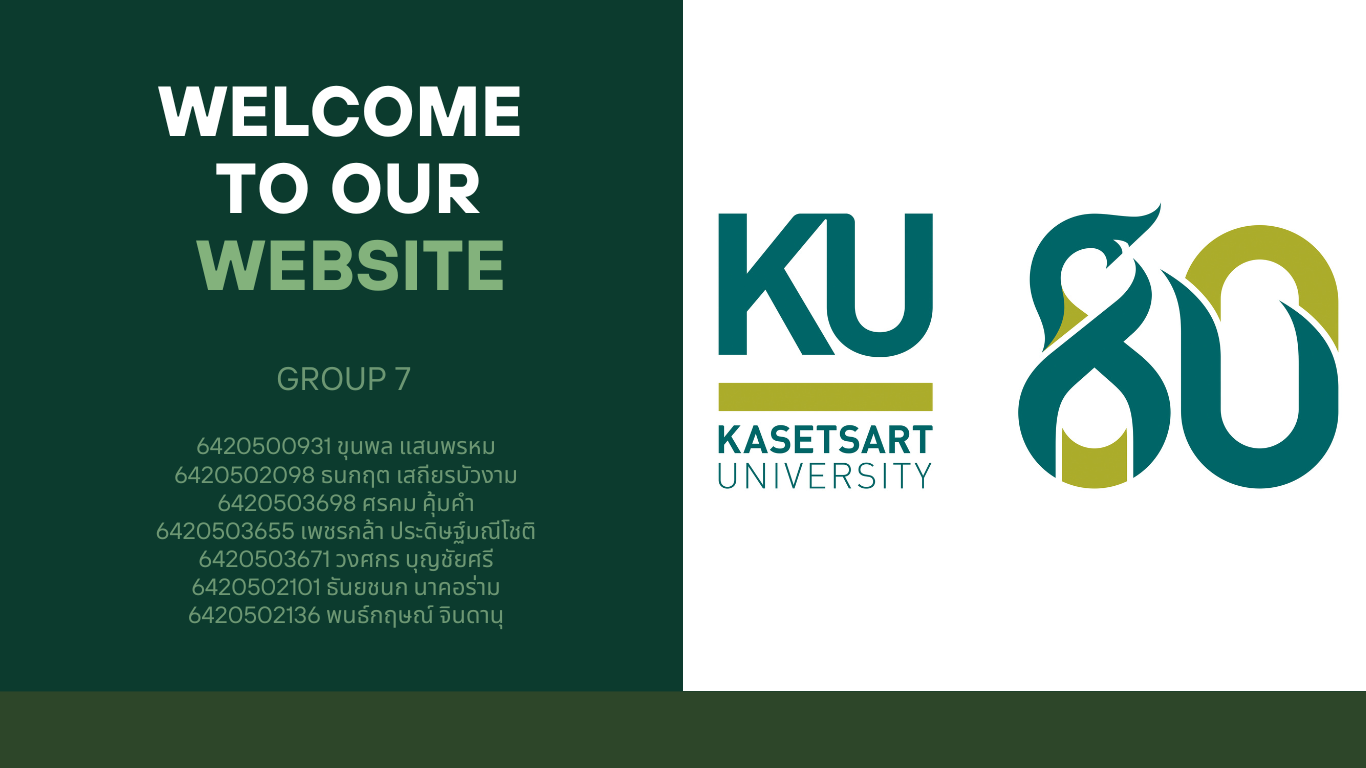 WELCOME
TO OUR
WEBSITE
GROUP 7
6420500931 ขุนพล แสนพรหม
6420502098 ธนกฤต เสถียรบัวงาม
6420503698 ศรคม คุ้มคำ
6420503655 เพชรกล้า ประดิษฐ์มณีโชติ
6420503671 วงศกร บุญชัยศรี
6420502101 ธันยชนก นาคอร่าม
6420502136 พนธ์กฤษณ์ จินดานุ
KU
KASETSART
UNIVERSITY
80